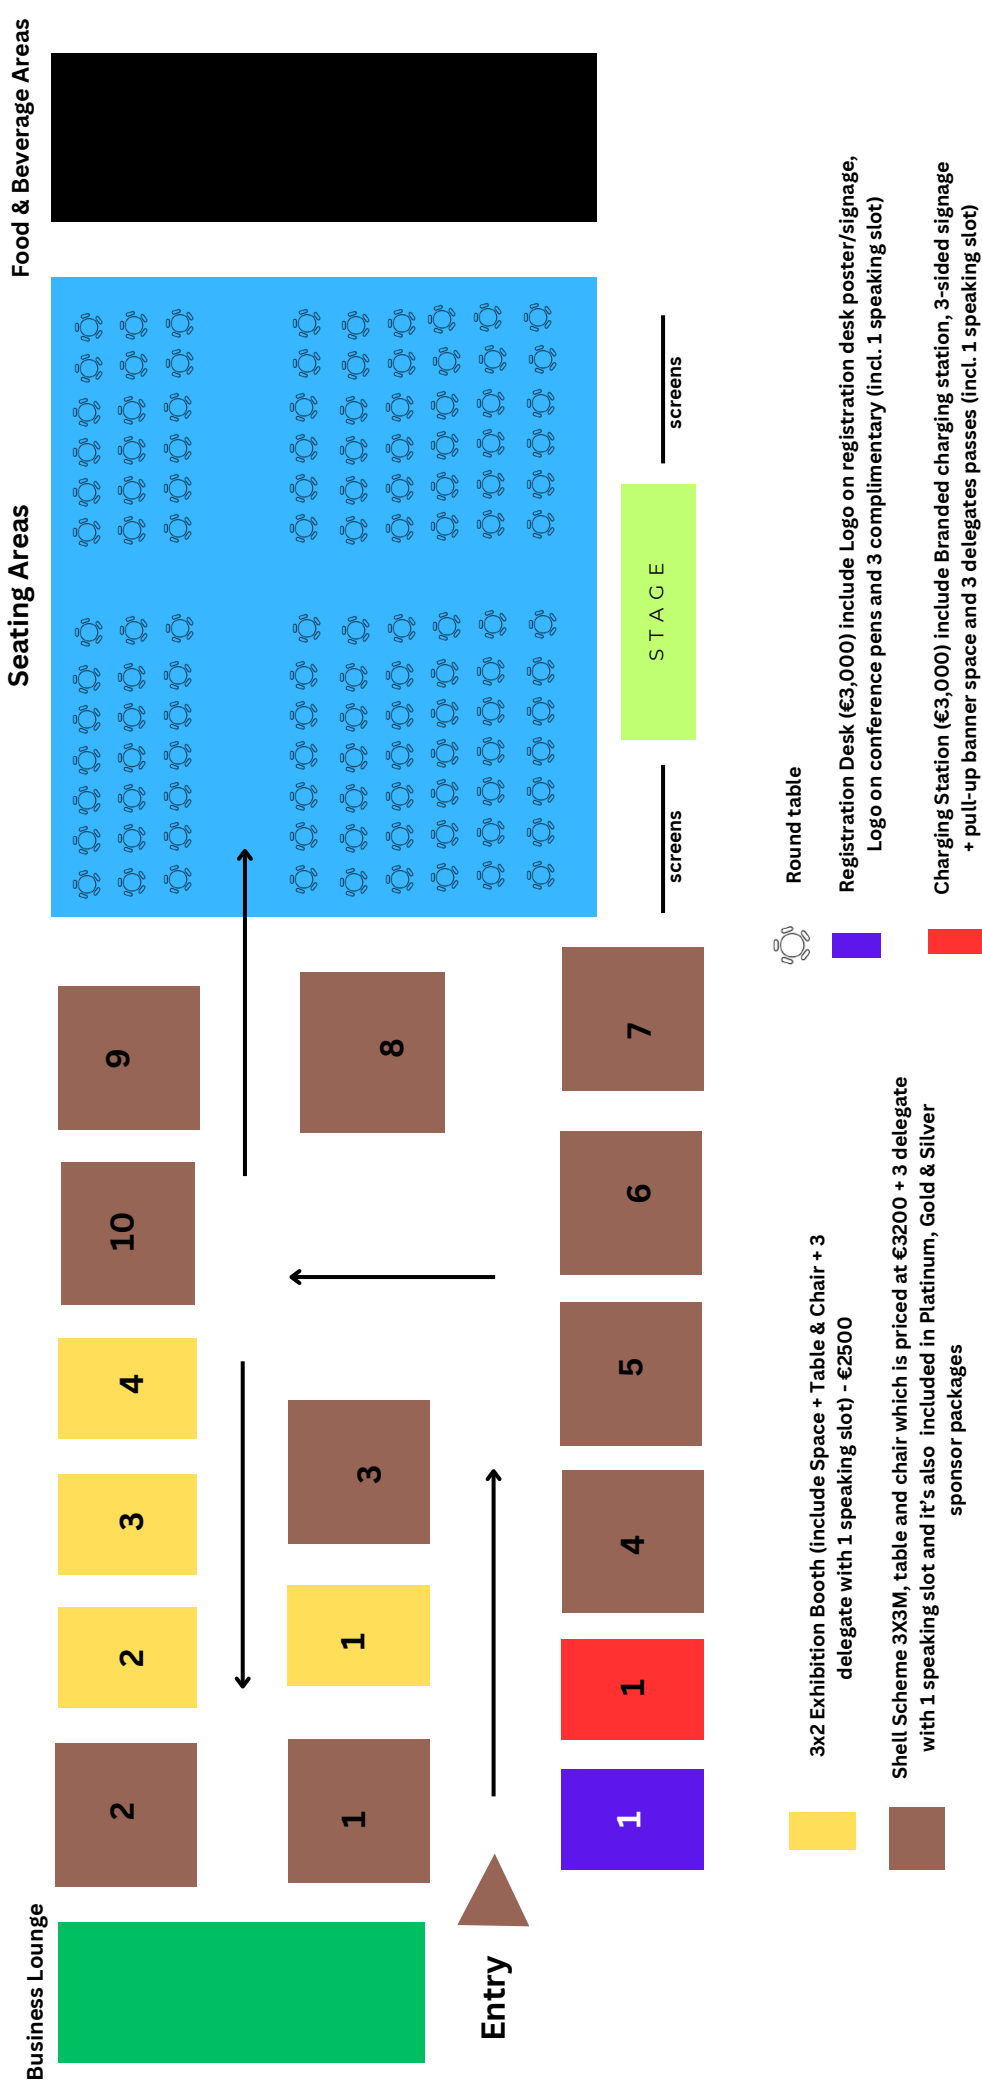 Business Lounge
Seating Areas
Food & Beverage Areas
2
2
3
4
10
9
1
1
3
8
Entry
1
1
4
5
6
7
screens
STAGE
screens
3x2 Exhibition Booth (include Space + Table & Chair + 3
delegate with 1 speaking slot) - €2500
Shell Scheme 3X3M, table and chair which is priced at €3200 + 3 delegate
with 1 speaking slot and it's also included in Platinum, Gold & Silver
sponsor packages
Round table
Registration Desk (€3,000) include Logo on registration desk poster/signage,
Logo on conference pens and 3 complimentary (incl. 1 speaking slot)
Charging Station (€3,000) include Branded charging station, 3-sided signage
+ pull-up banner space and 3 delegates passes (incl. 1 speaking slot)